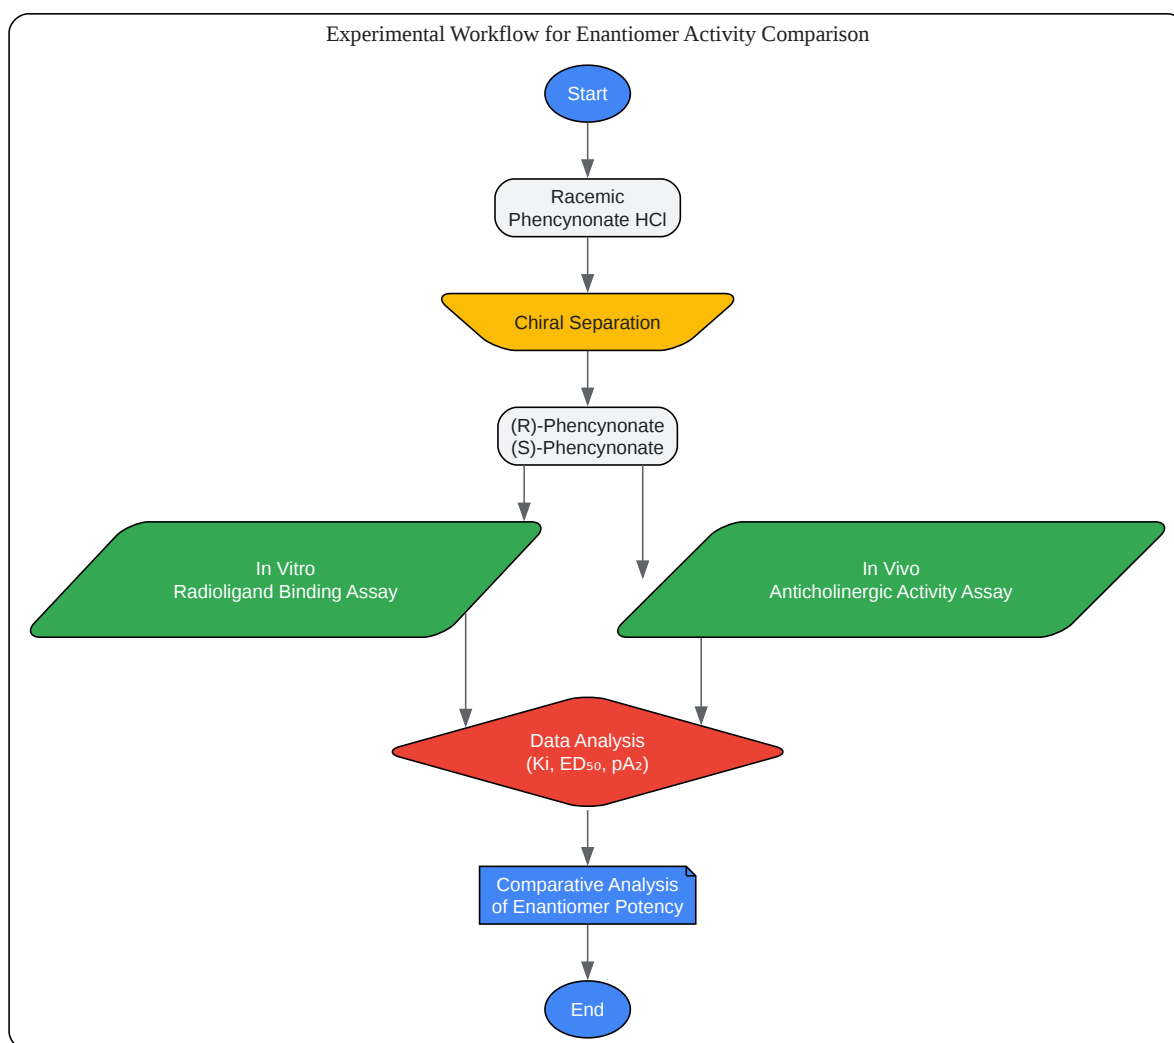 Experimental Workflow for Enantiomer Activity Comparison
Start
Racemic
Phencynonate HCl
Chiral Separation
(R)-Phencynonate
(S)-Phencynonate
In Vitro
Radioligand Binding Assay
In Vivo
Anticholinergic Activity Assay
Data Analysis
(Ki, ED₅₀, pA₂)
Comparative Analysis
of Enantiomer Potency
End